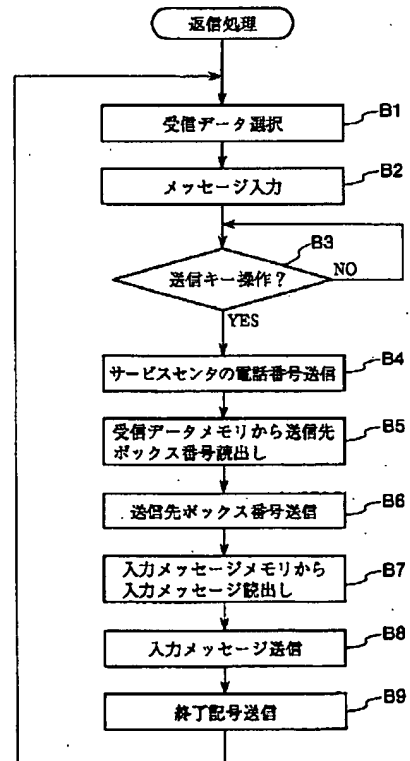 返信処理
受信データ選択
B1
メッセージ入力
B2
B3
送信キー操作？
NO
YES
サービスセンタの電話番号送信
B4
受信データメモリから送信先
ボックス番号読出し
B5
送信先ボックス番号送信
B6
入力メッセージメモリから
入力メッセージ読出し
B7
入力メッセージ送信
B8
終了記号送信
B9